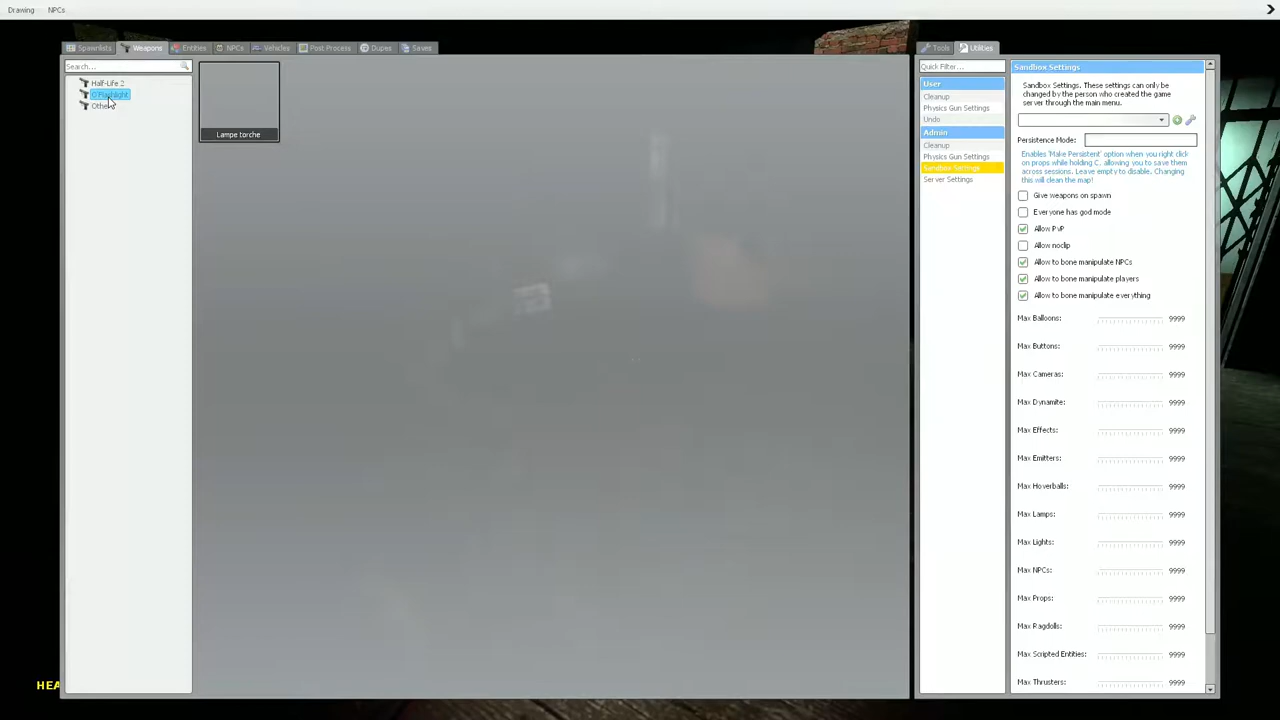 Drawing NPCs
Spawnlists Weapons Entities NPCs Vehicles Post Process Dupes Saves
Search...
Half-Life 2
Other
Lampe torche
HEA
Tools Utilities
Quick Filter...
User
Cleanup
Physics Gun Settings
Undo
Admin
Cleanup
Physics Gun Settings
Sandbox Settings
Server Settings
Sandbox Settings
Sandbox Settings. These settings can only be
changed by the person who created the game
server through the main menu.
Persistence Mode:
Enables 'Make Persistent' option when you right click
on props while holding C, allowing you to save them
across sessions. Leave empty to disable. Changing
this will clean the map!
Give weapons on spawn
Everyone has god mode
Allow PvP
Allow noclip
Allow to bone manipulate NPCs
Allow to bone manipulate players
Allow to bone manipulate everything
Max Balloons: 9999
Max Buttons: 9999
Max Cameras: 9999
Max Dynamite: 9999
Max Effects: 9999
Max Emitters: 9999
Max Hoverballs: 9999
Max Lamps: 9999
Max Lights: 9999
Max NPCs: 9999
Max Props: 9999
Max Ragdolls: 9999
Max Scripted Entities: 9999
Max Thrusters: 9999